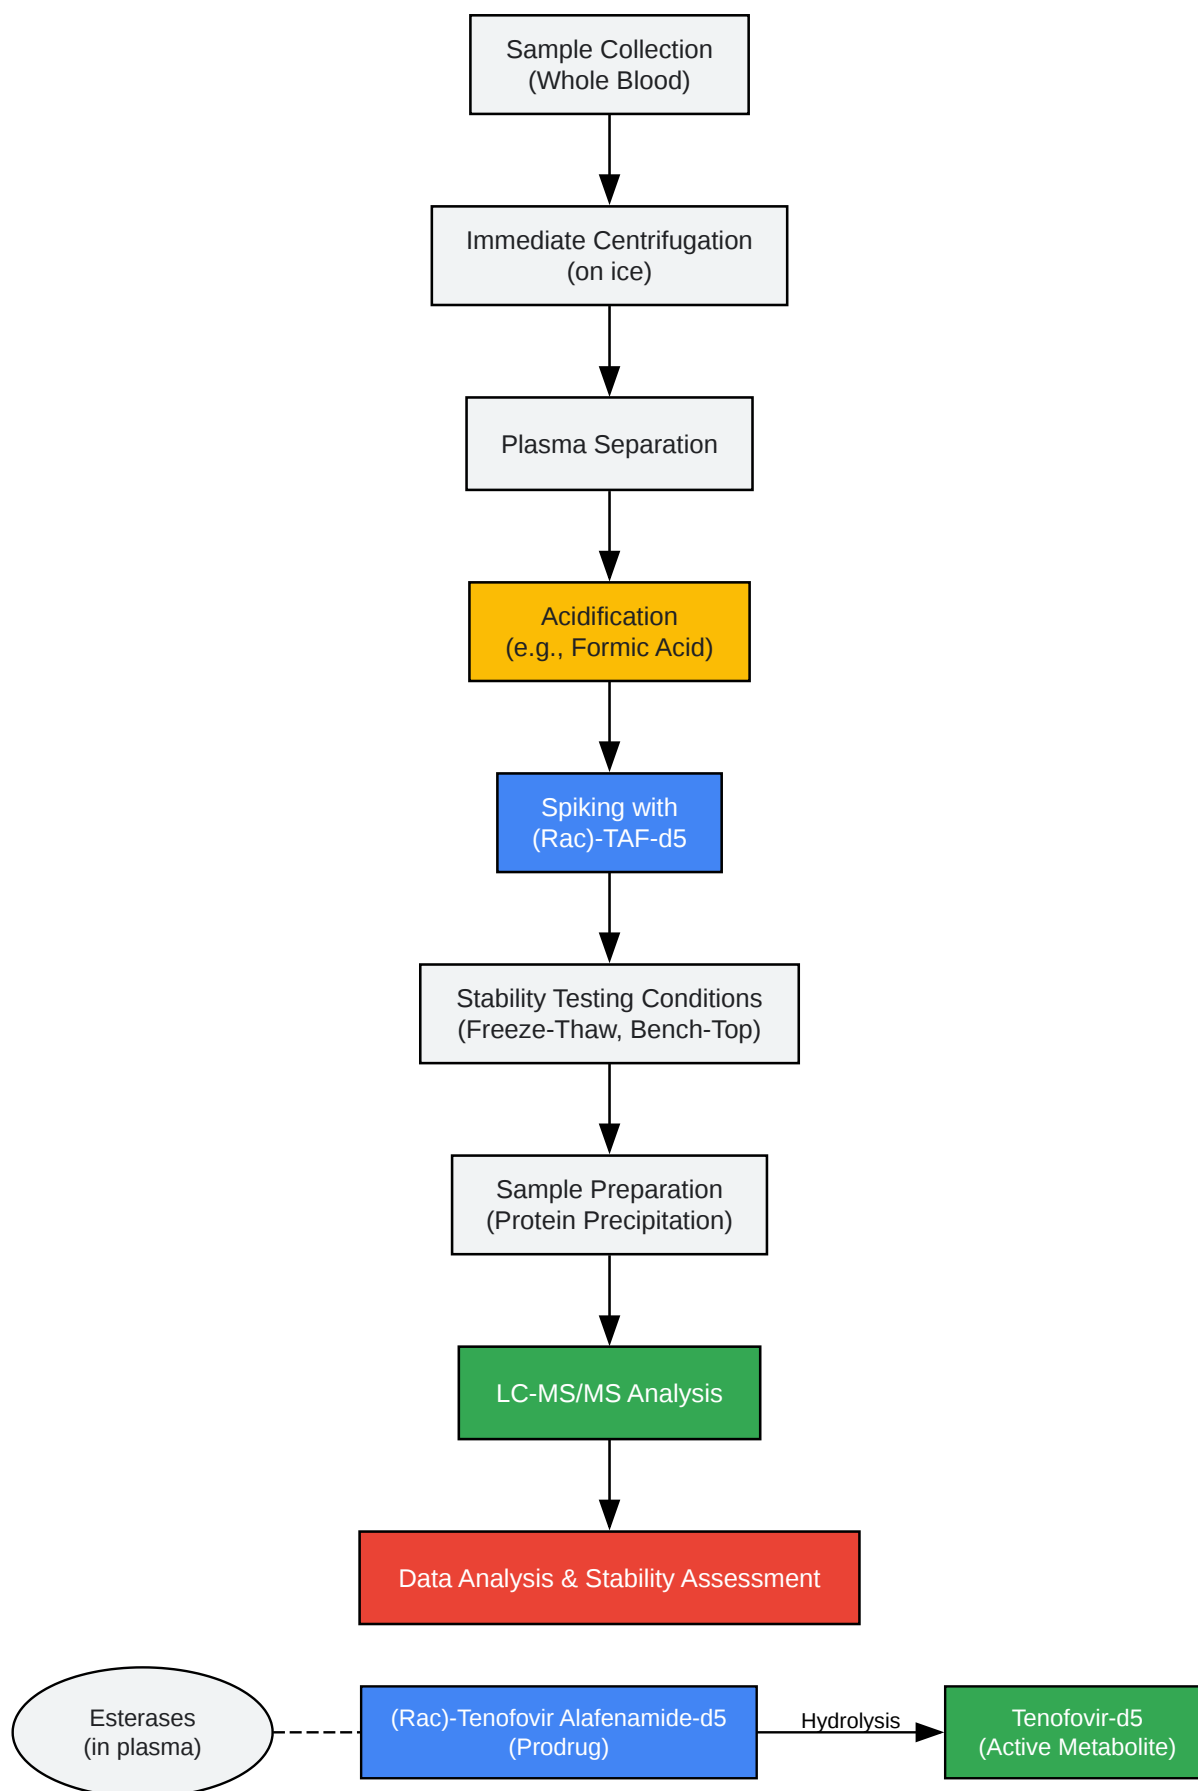 Sample Collection
(Whole Blood)
Immediate Centrifugation
(on ice)
Plasma Separation
Acidification
(e.g., Formic Acid)
Spiking with
(Rac)-TAF-d5
Stability Testing Conditions
(Freeze-Thaw, Bench-Top)
Sample Preparation
(Protein Precipitation)
LC-MS/MS Analysis
Data Analysis & Stability Assessment
Esterases
(in plasma)
(Rac)-Tenofovir Alafenamide-d5
(Prodrug)
Hydrolysis
Tenofovir-d5
(Active Metabolite)